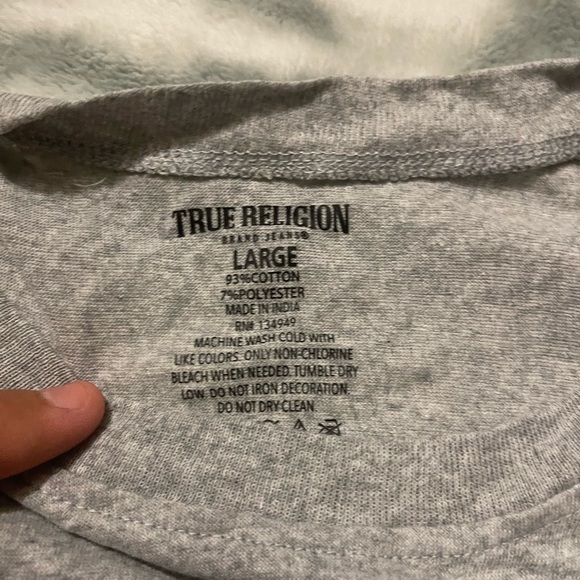 TRUE RELIGION
BRAND JEANS®
LARGE
93%COTTON
7%POLYESTER
MADE IN INDIA
RN# 134949
MACHINE WASH COLD WITH
LIKE COLORS. ONLY NON-CHLORINE
BLEACH WHEN NEEDED. TUMBLE DRY
LOW. DO NOT IRON DECORATION.
DO NOT DRY CLEAN